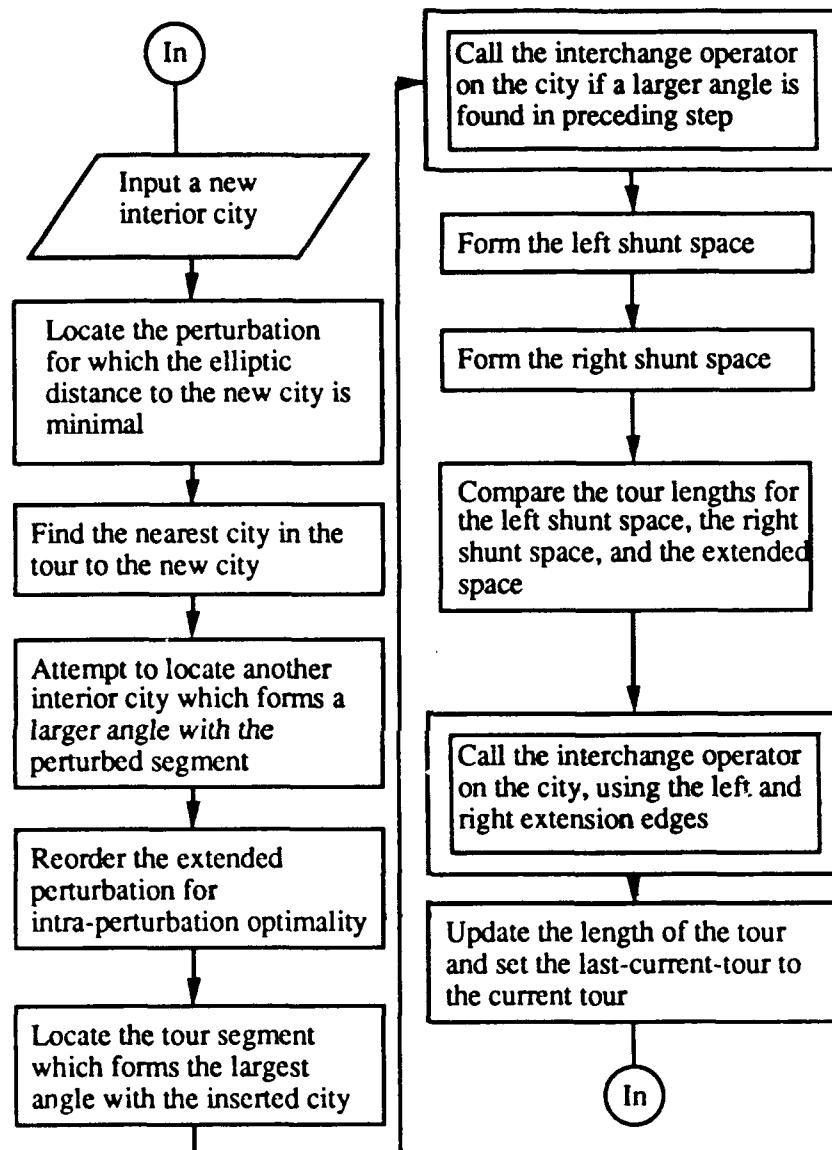 In
Input a new
interior city
Locate the perturbation
for which the elliptic
distance to the new city is
minimal
Find the nearest city in the
tour to the new city
Attempt to locate another
interior city which forms a
larger angle with the
perturbed segment
Reorder the extended
perturbation for
intra-perturbation optimality
Locate the tour segment
which forms the largest
angle with the inserted city
Call the interchange operator
on the city if a larger angle is
found in preceding step
Form the left shunt space
Form the right shunt space
Compare the tour lengths for
the left shunt space, the right
shunt space, and the extended
space
Call the interchange operator
on the city, using the left and
right extension edges
Update the length of the tour
and set the last-current-tour to
the current tour
In